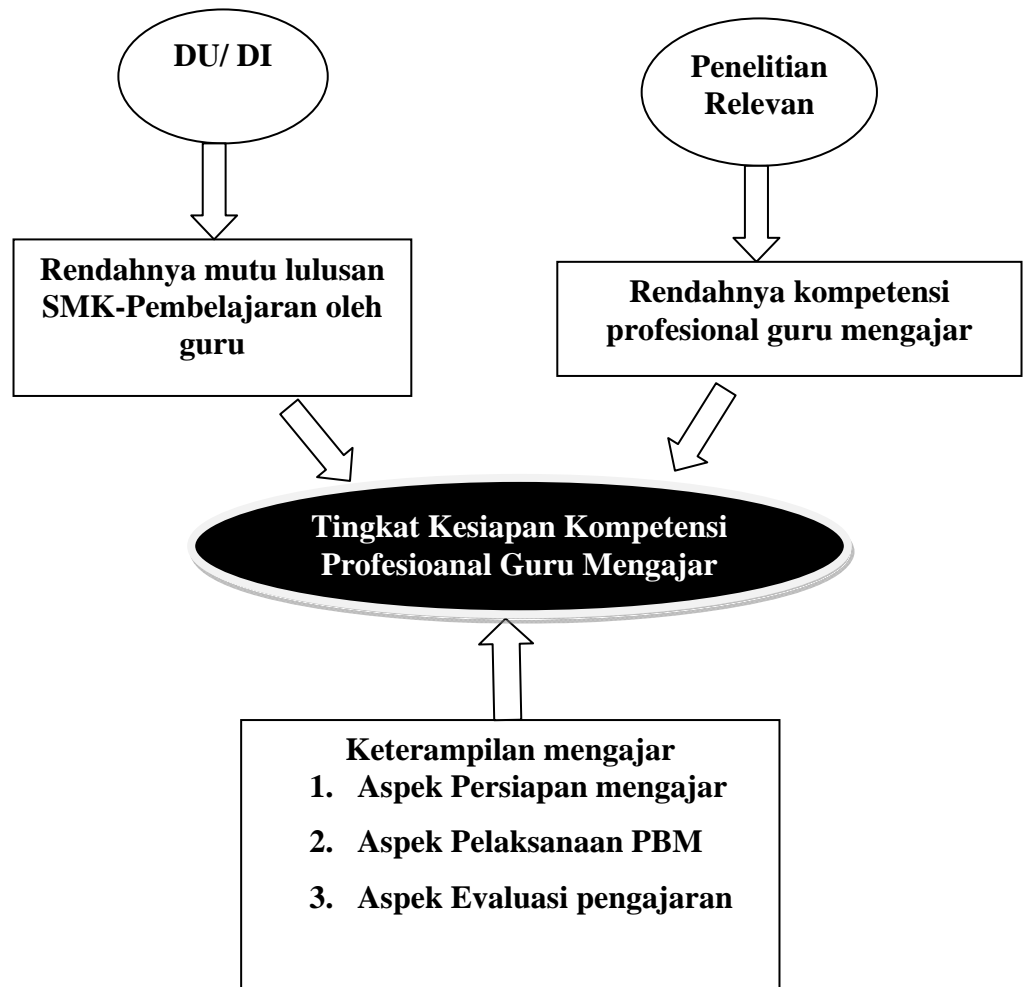 DU/ DI
Penelitian
Relevan
Rendahnya mutu lulusan
SMK-Pembelajaran oleh
guru
Rendahnya kompetensi
profesional guru mengajar
Tingkat Kesiapan Kompetensi
Profesioanal Guru Mengajar
Keterampilan mengajar
1. Aspek Persiapan mengajar
2. Aspek Pelaksanaan PBM
3. Aspek Evaluasi pengajaran